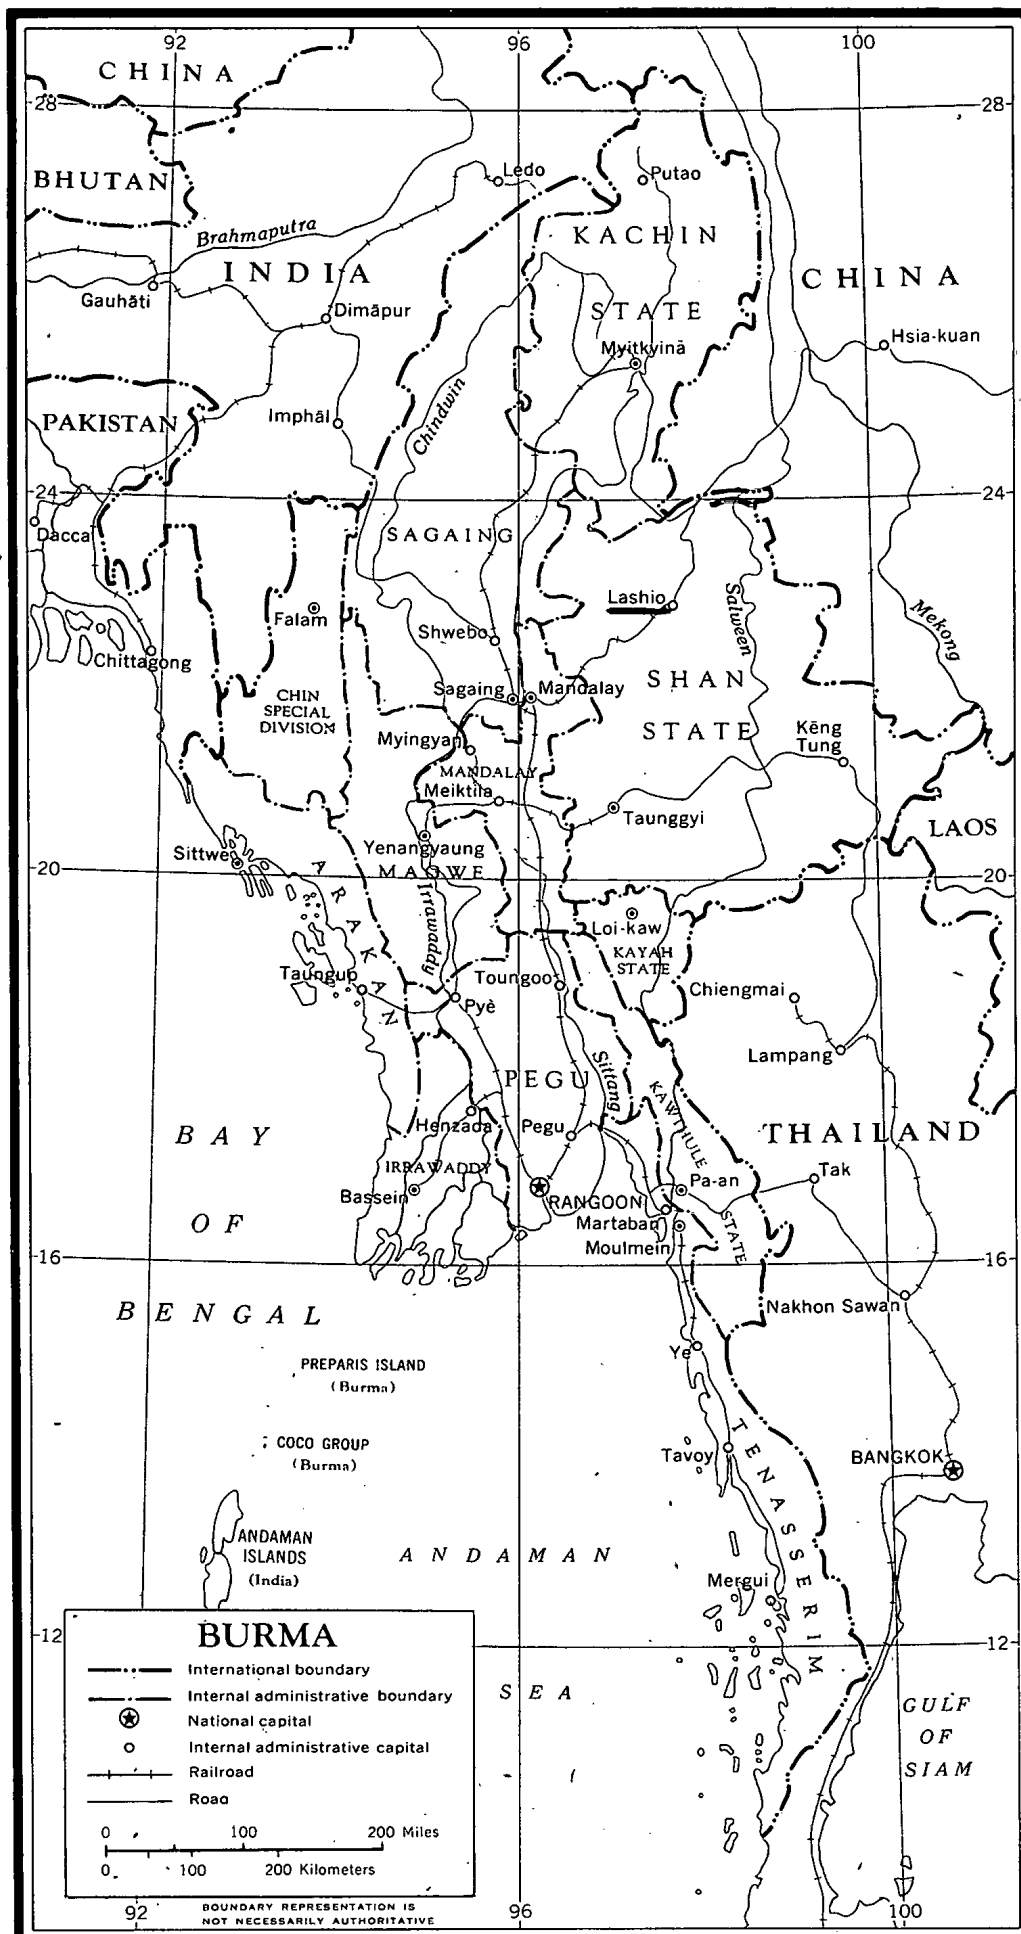 92
96
100
CHINA
28
28
BHUTAN
Ledo
Putao
Brahmaputra
KACHIN
INDIA
CHINA
Gauhāti
Dimāpur
STATE
Hsia-kuan
Myitkyinā
Chindwin
PAKISTAN
Imphāl
24
24
Dacca
SAGAING
Lashio
Salween
Falam
Shwebo
Mekong
Chittagong
Sagaing
Mandalay
SHAN
STATE
CHIN
SPECIAL
DIVISION
Myingyan
Kēng
Tung
MANDALAY
Meiktila
Taunggyi
LAOS
Yenangyaung
Sittwe
MAGWE
20
20
ARAKAN
Irrawaddy
Loi-kaw
KAYAH
STATE
Taungup
Toungoo
Chiengmai
Pyè
Lampang
Sittang
PEGU
KAWTHULE
STATE
Henzada
Pegu
THAILAND
BAY
OF
BENGAL
IRRAWADDY
Bassein
Pa-an
Tak
RANGOON
Martaban
Moulmein
16
16
Nakhon Sawan
Ye
PREPARIS ISLAND
(Burma)
COCO GROUP
(Burma)
Tavoy
BANGKOK
TENASSERIM
ANDAMAN
ISLANDS
(India)
ANDAMAN
SEA
Mergui
12
12
GULF
OF
SIAM
BURMA
International boundary
Internal administrative boundary
National capital
Internal administrative capital
Railroad
Road
0 100 200 Miles
0 100 200 Kilometers
BOUNDARY REPRESENTATION IS
NOT NECESSARILY AUTHORITATIVE
92
96
100